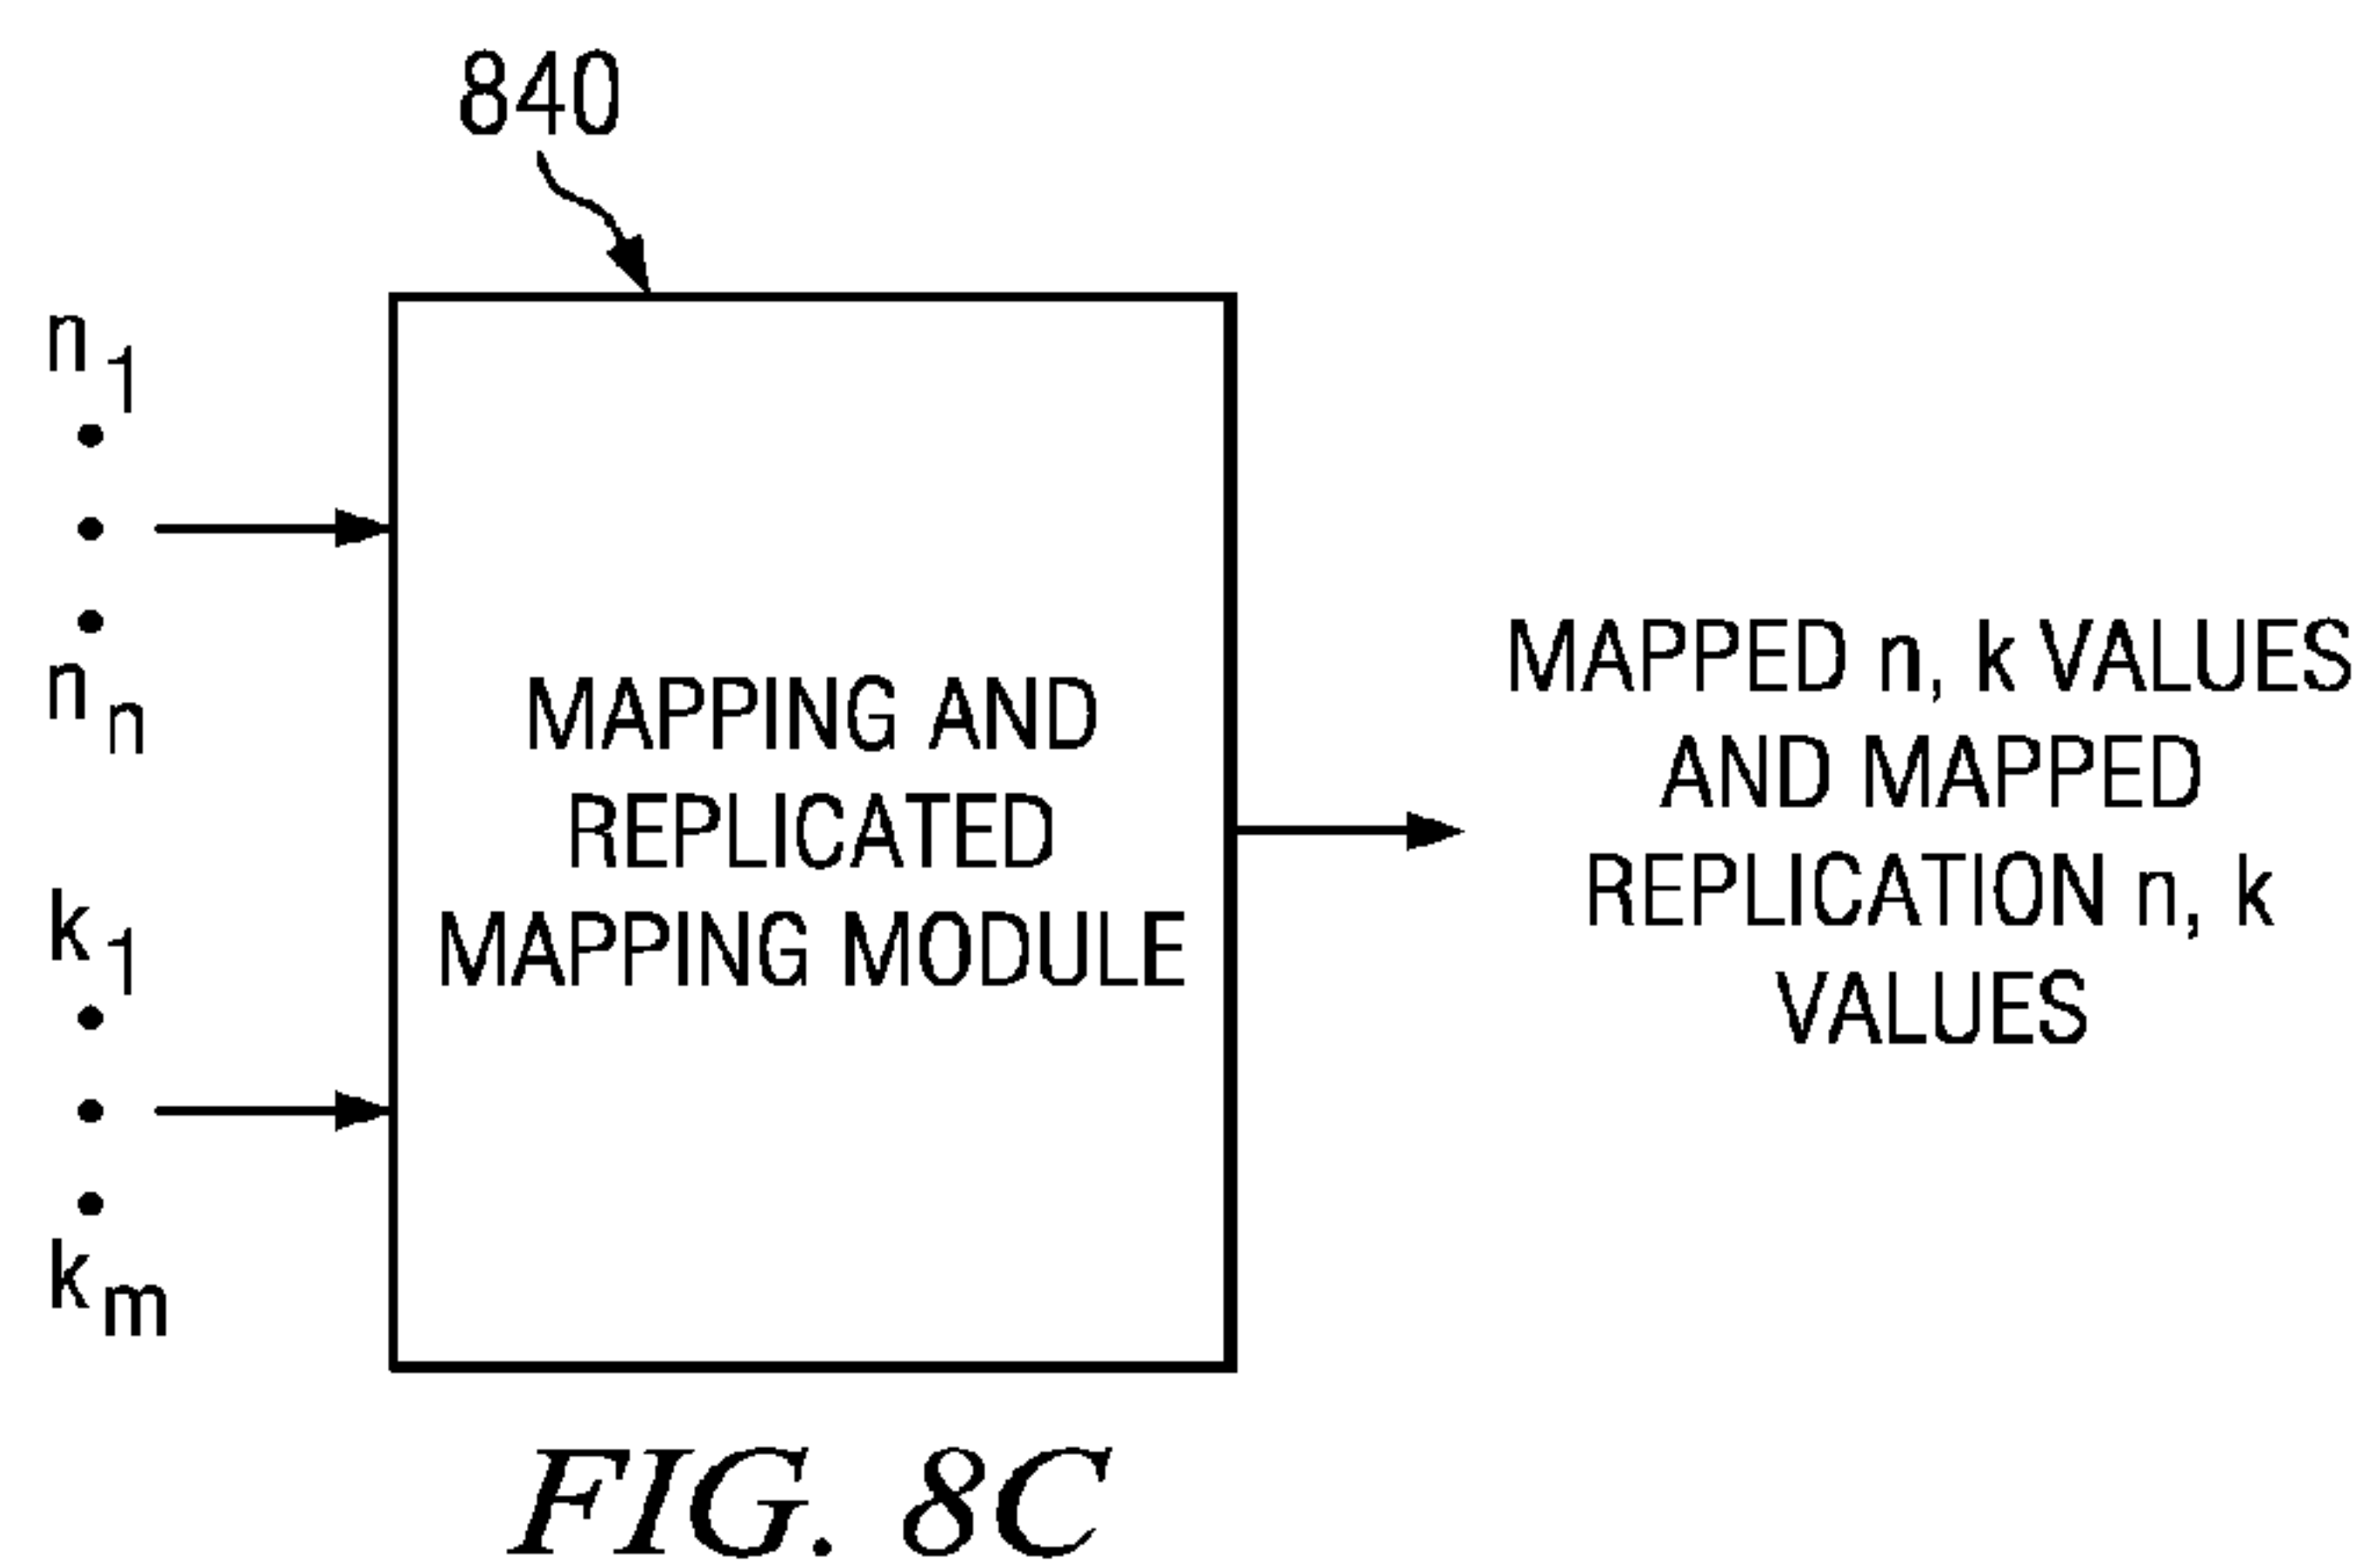 840
n1
nn
k1
km
MAPPING AND
REPLICATED
MAPPING MODULE
MAPPED n, k VALUES
AND MAPPED
REPLICATION n, k
VALUES
FIG. 8C